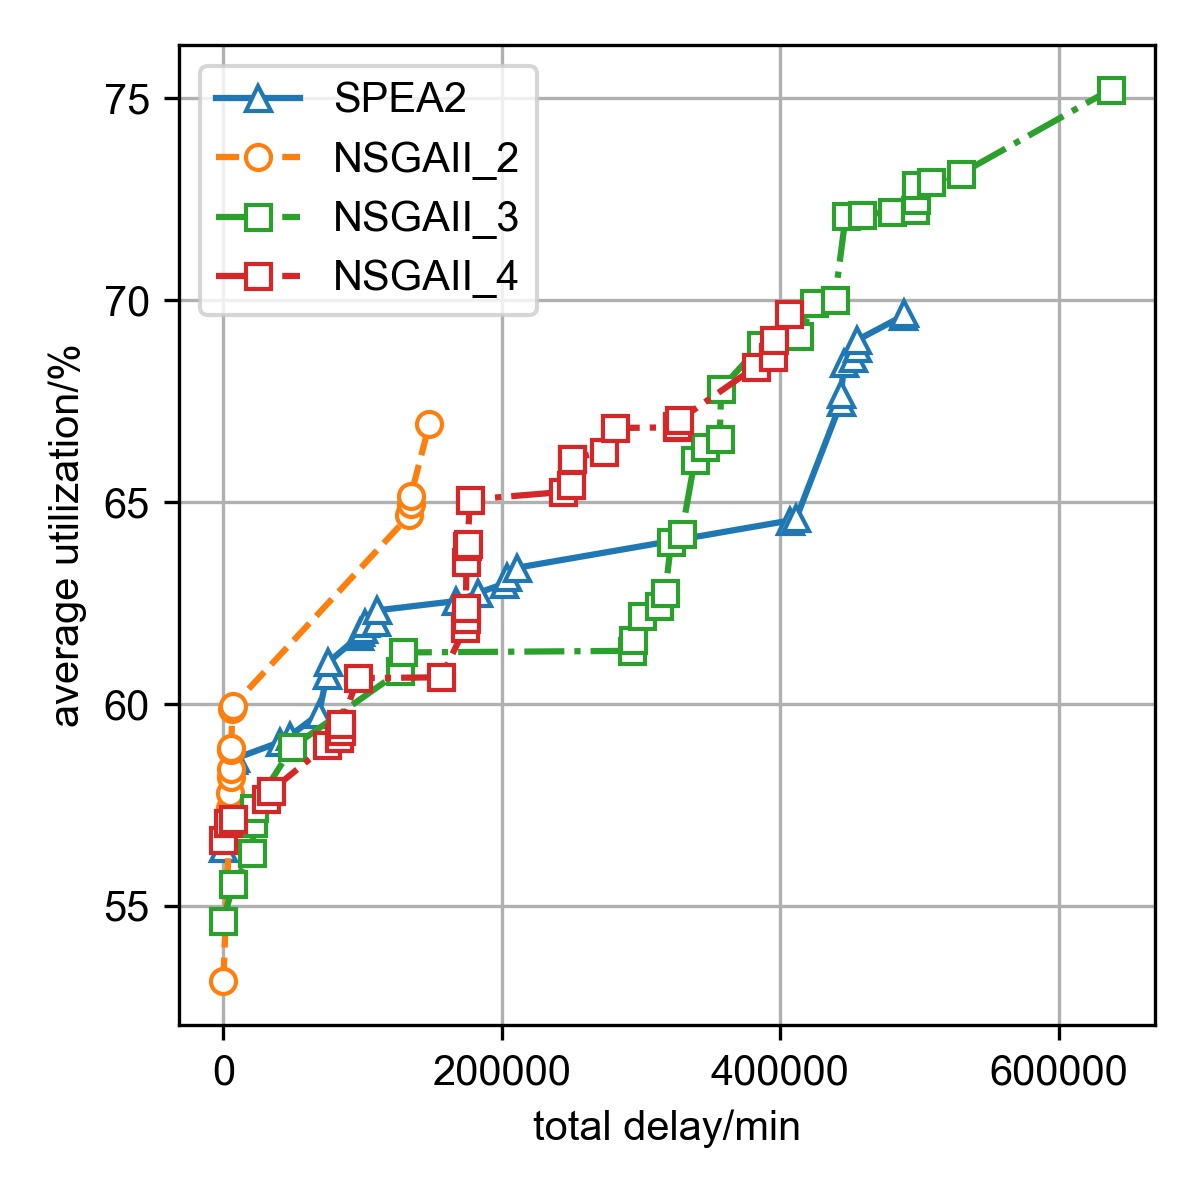 SPEA2
NSGAII_2
NSGAII_3
NSGAII_4
75
70
65
60
55
average utilization/%
0 200000 400000 600000
total delay/min